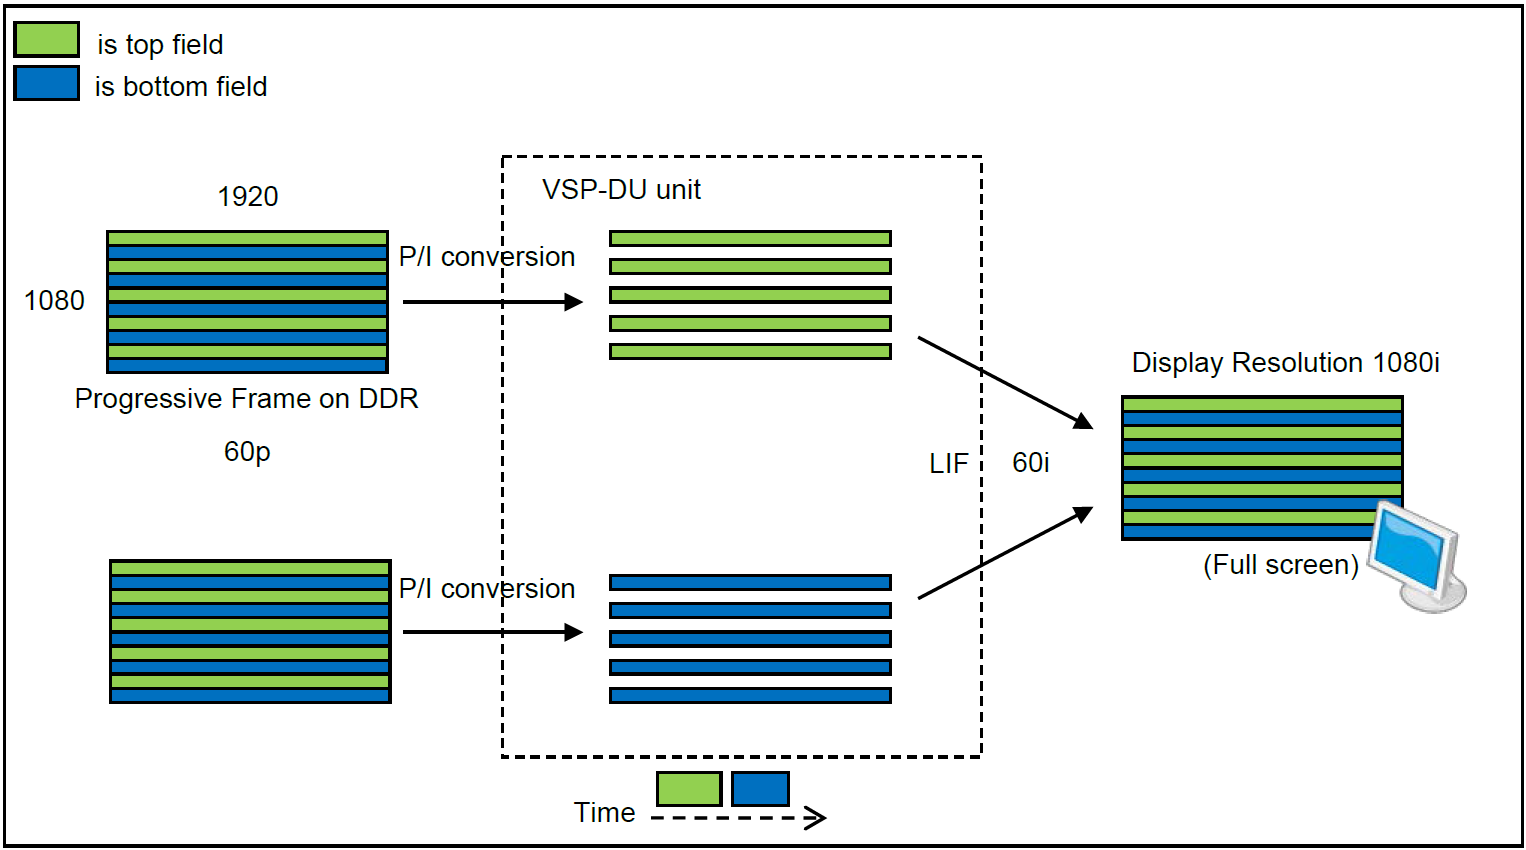 is top field
is bottom field
VSP-DU unit
1920
P/I conversion
1080
Progressive Frame on DDR
60p
Display Resolution 1080i
LIF
60i
(Full screen)
P/I conversion
Time